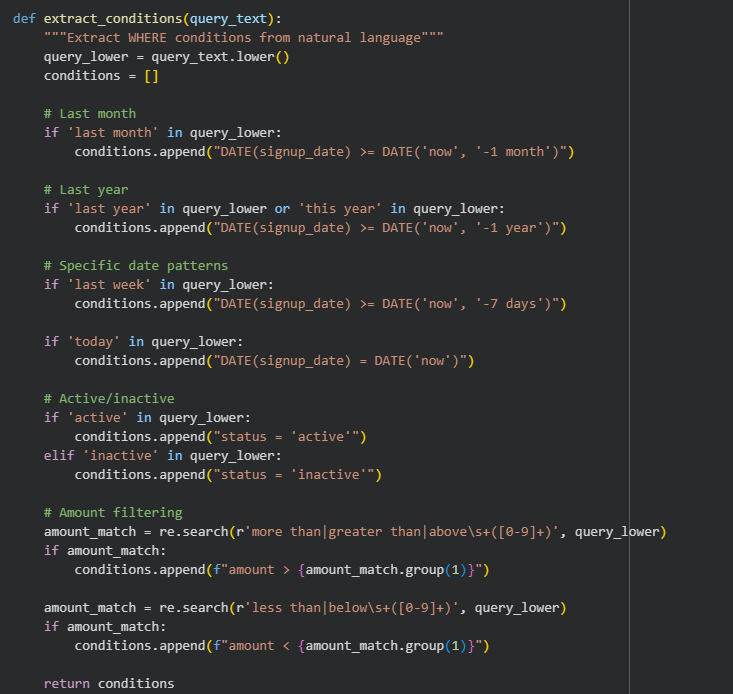 def extract_conditions(query_text):
    """Extract WHERE conditions from natural language"""
    query_lower = query_text.lower()
    conditions = []

    # Last month
    if 'last month' in query_lower:
        conditions.append("DATE(signup_date) >= DATE('now', '-1 month')")

    # Last year
    if 'last year' in query_lower or 'this year' in query_lower:
        conditions.append("DATE(signup_date) >= DATE('now', '-1 year')")

    # Specific date patterns
    if 'last week' in query_lower:
        conditions.append("DATE(signup_date) >= DATE('now', '-7 days')")

    if 'today' in query_lower:
        conditions.append("DATE(signup_date) = DATE('now')")

    # Active/inactive
    if 'active' in query_lower:
        conditions.append("status = 'active'")
    elif 'inactive' in query_lower:
        conditions.append("status = 'inactive'")

    # Amount filtering
    amount_match = re.search(r'more than|greater than|above\s+([0-9]+)', query_lower)
    if amount_match:
        conditions.append(f"amount > {amount_match.group(1)}")

    amount_match = re.search(r'less than|below\s+([0-9]+)', query_lower)
    if amount_match:
        conditions.append(f"amount < {amount_match.group(1)}")

    return conditions